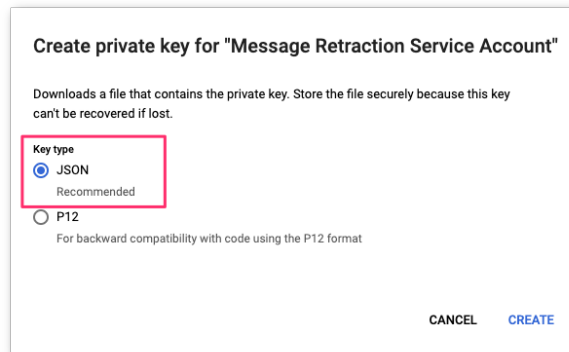 Create private key for "Message Retraction Service Account"
Downloads a file that contains the private key. Store the file securely because this key
can't be recovered if lost.
Key type
JSON
Recommended
P12
For backward compatibility with code using the P12 format
CANCEL CREATE